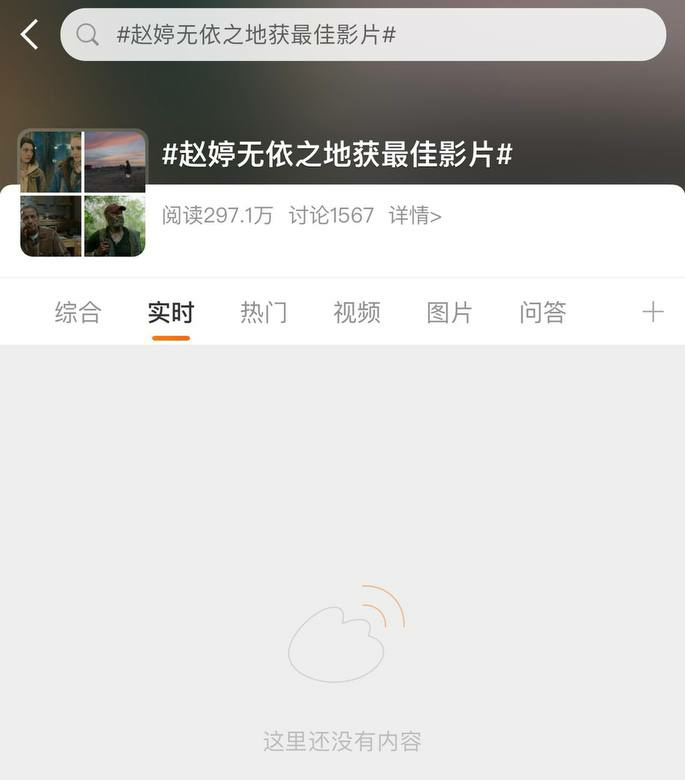 #赵婷无依之地获最佳影片#
#赵婷无依之地获最佳影片#
阅读297.1万 讨论1567 详情>
综合 实时 热门 视频 图片 问答
这里还没有内容